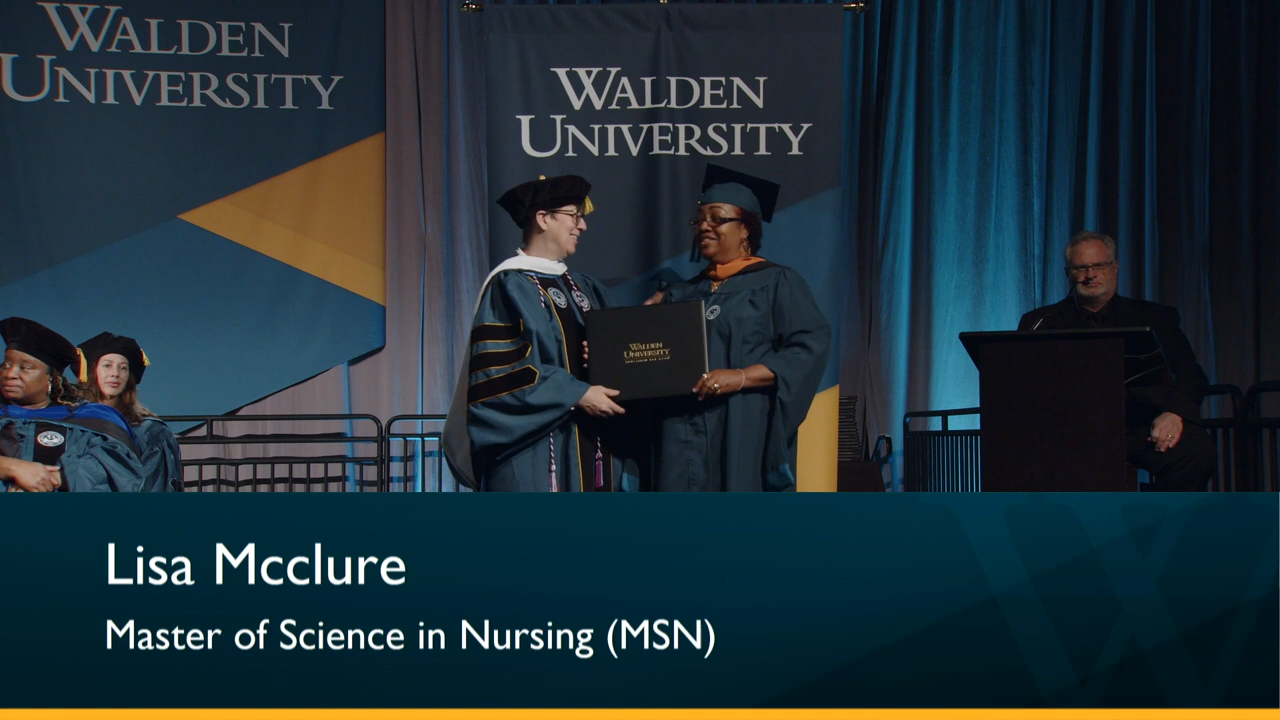 WALDEN
UNIVERSITY
WALDEN
UNIVERSITY
WALDEN
UNIVERSITY
Lisa Mcclure
Master of Science in Nursing (MSN)